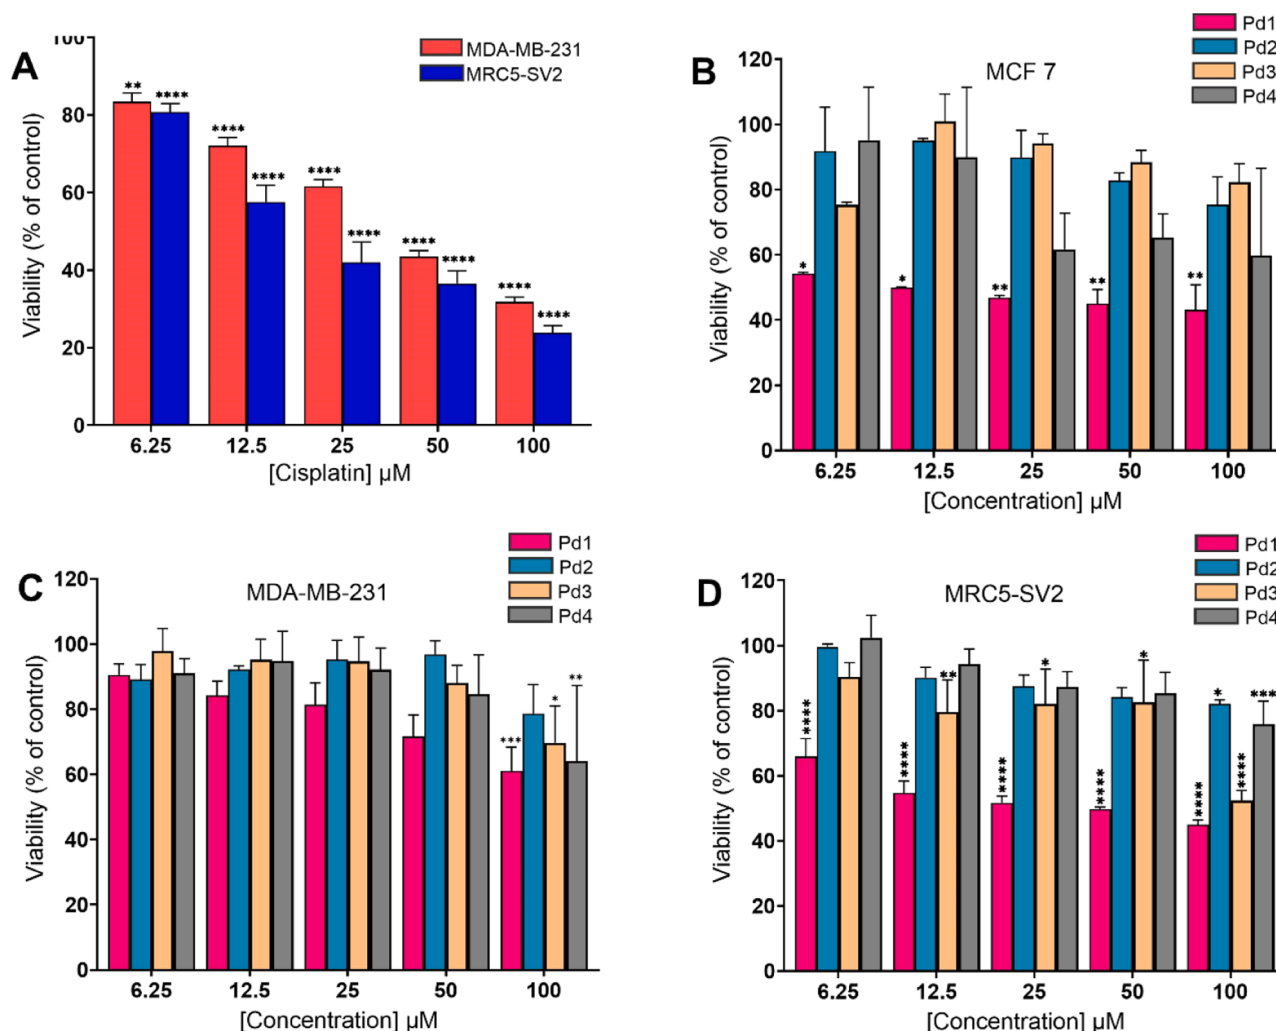 A
MDA-MB-231
MRC5-SV2
Viability (% of control)
100
80
60
40
20
0
** **** **** **** **** **** **** **** **** ****
6.25 12.5 25 50 100
[Cisplatin] µM
B
MCF 7
Pd1
Pd2
Pd3
Pd4
Viability (% of control)
120
100
80
60
40
20
0
* * ** ** **
6.25 12.5 25 50 100
[Concentration] µM
C
MDA-MB-231
Pd1
Pd2
Pd3
Pd4
Viability (% of control)
120
100
80
60
40
20
0
*** * **
6.25 12.5 25 50 100
[Concentration] µM
D
MRC5-SV2
Pd1
Pd2
Pd3
Pd4
Viability (% of control)
120
100
80
60
40
20
0
**** **** ** **** * **** * **** * **** ***
6.25 12.5 25 50 100
[Concentration] µM